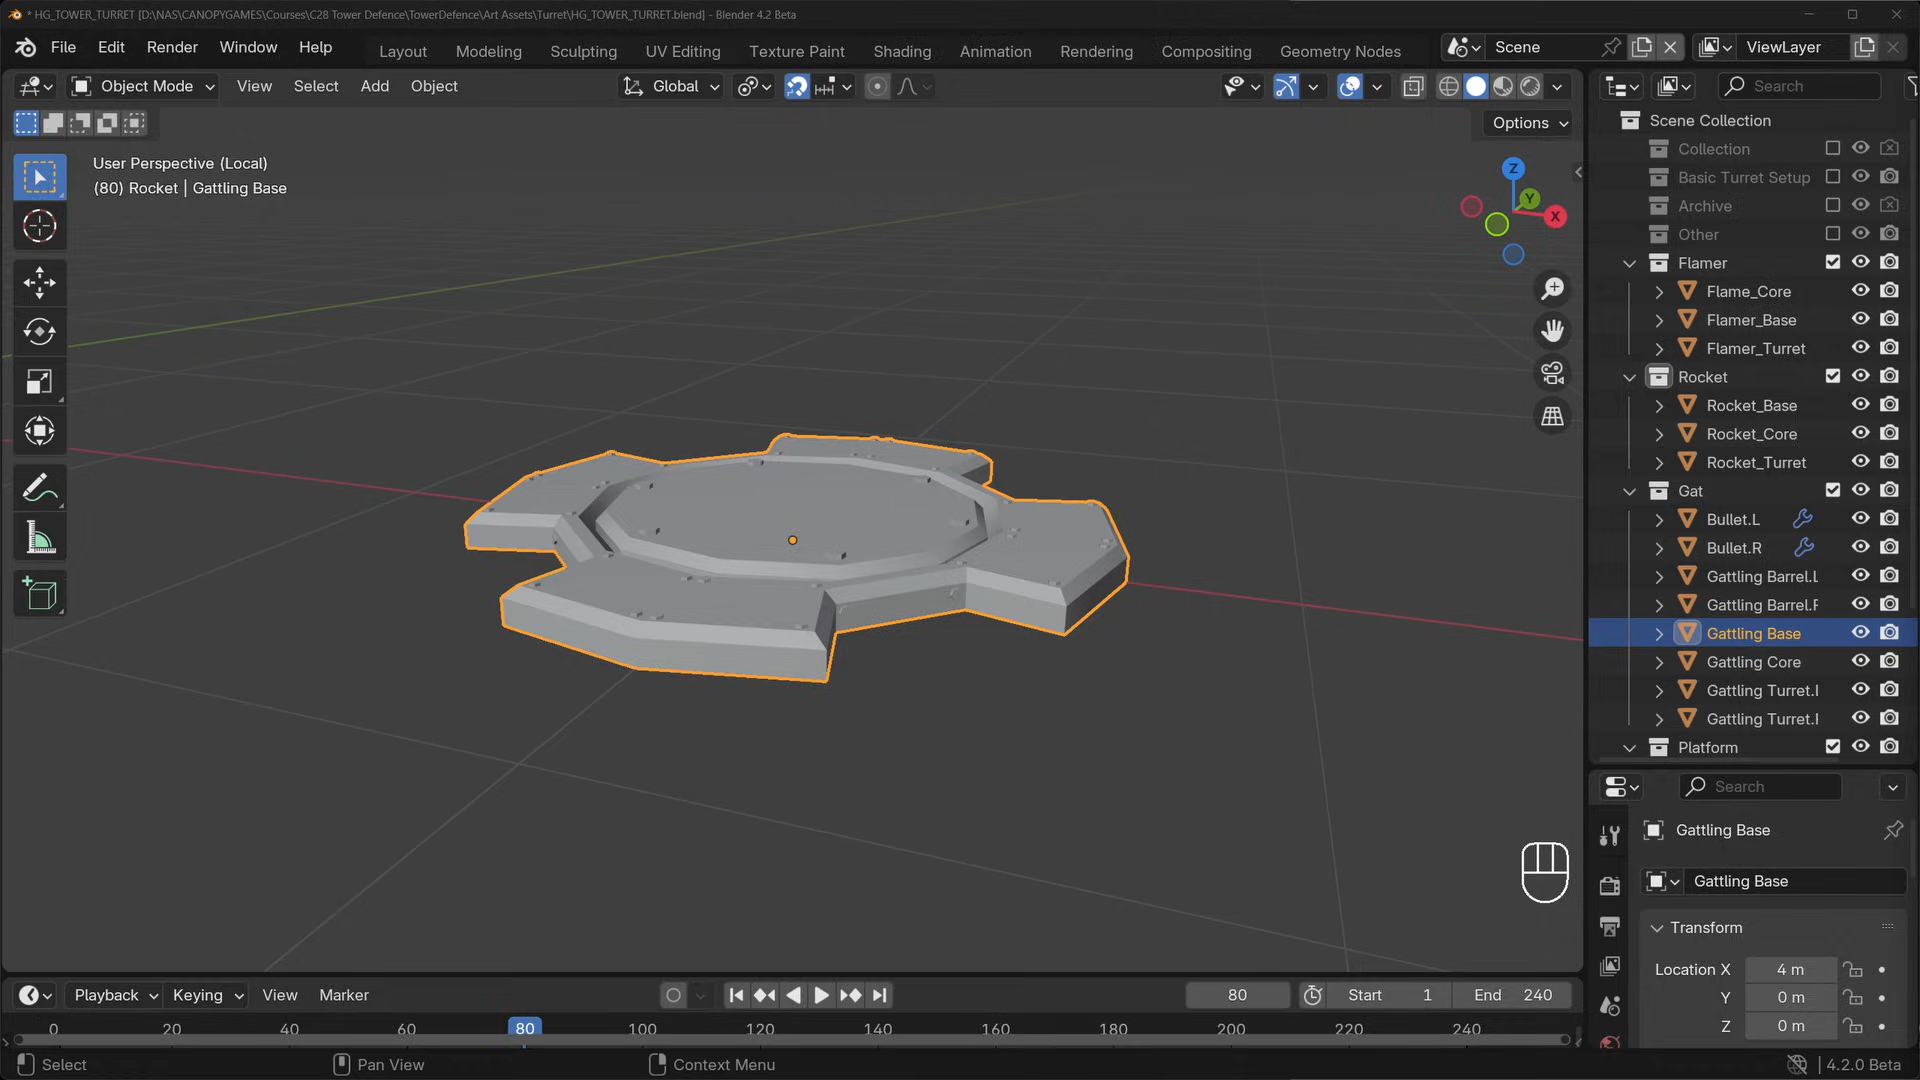 * HG_TOWER_TURRET [D:\NAS\CANOPYGAMES\Courses\C28 Tower Defence\TowerDefence\Art Assets\Turret\HG_TOWER_TURRET.blend] - Blender 4.2 Beta
File Edit Render Window Help Layout Modeling Sculpting UV Editing Texture Paint Shading Animation Rendering Compositing Geometry Nodes Scene ViewLayer
Object Mode View Select Add Object Global Search
Options
User Perspective (Local)
(80) Rocket | Gattling Base
Z
Y
X
Scene Collection
Collection
Basic Turret Setup
Archive
Other
Flamer
Flame_Core
Flamer_Base
Flamer_Turret
Rocket
Rocket_Base
Rocket_Core
Rocket_Turret
Gat
Bullet.L
Bullet.R
Gattling Barrel.L
Gattling Barrel.F
Gattling Base
Gattling Core
Gattling Turret.l
Gattling Turret.F
Platform
Search
Gattling Base
Gattling Base
Transform
Location X 4 m
Y 0 m
Z 0 m
Playback Keying View Marker 80 Start 1 End 240
0 20 40 60 80 100 120 140 160 180 200 220 240
Select Pan View Context Menu 4.2.0 Beta